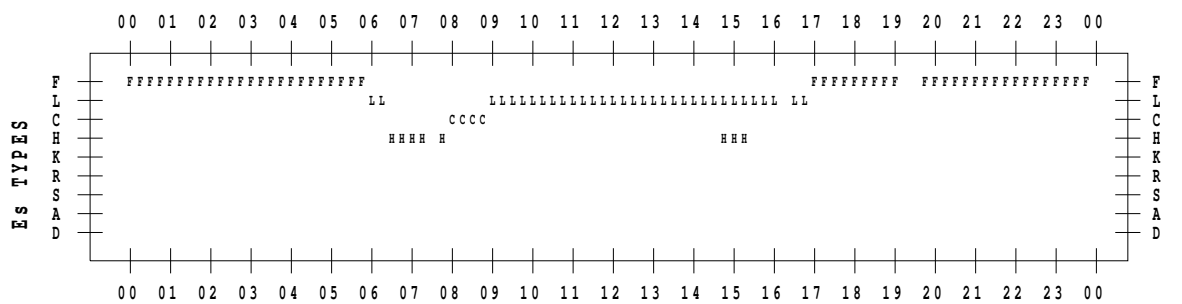 00 01 02 03 04 05 06 07 08 09 10 11 12 13 14 15 16 17 18 19 20 21 22 23 00
Es TYPES
F FFFFFFFFFFFFFFFFFFFFFFFF FFFFFFFFF FFFFFFFFFFFFFFFFF F
L LL LLLLLLLLLLLLLLLLLLLLLLLLLLLLL LL L
C CCCC C
H HHHH H HHH H
K K
R R
S S
A A
D D
00 01 02 03 04 05 06 07 08 09 10 11 12 13 14 15 16 17 18 19 20 21 22 23 00